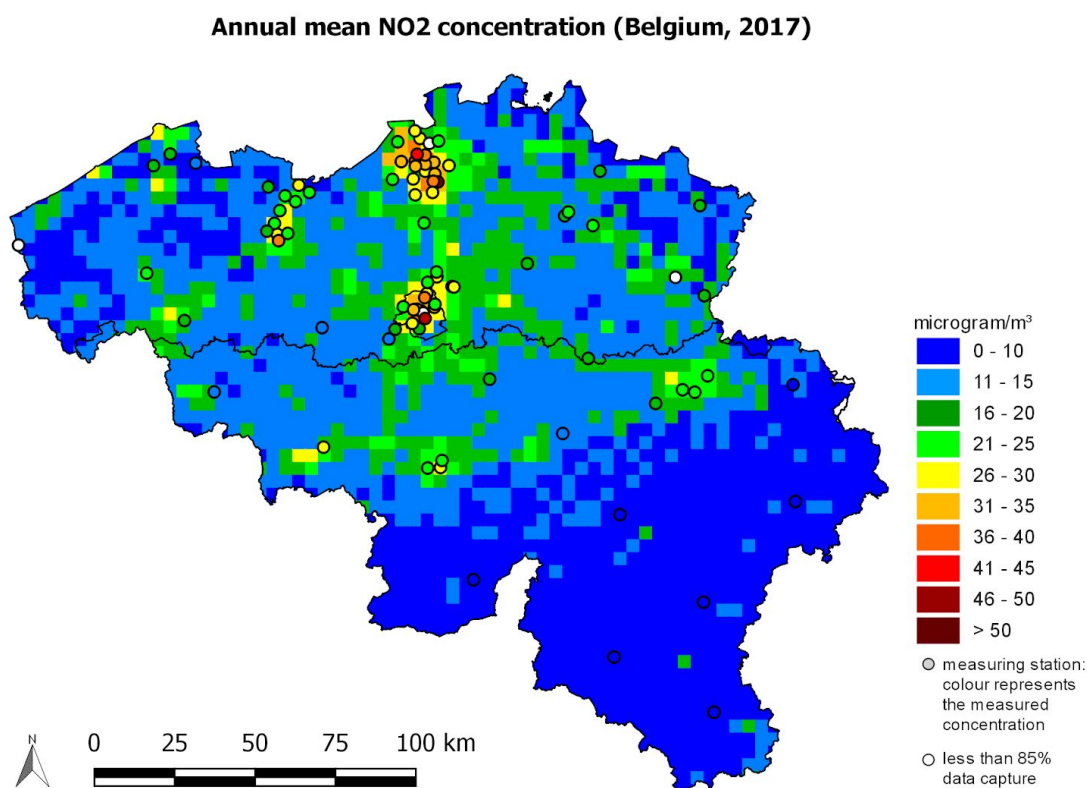 Annual mean NO2 concentration (Belgium, 2017)
microgram/m³
0 - 10
11 - 15
16 - 20
21 - 25
26 - 30
31 - 35
36 - 40
41 - 45
46 - 50
> 50
measuring station:
colour represents
the measured
concentration
less than 85%
data capture
N
0 25 50 75 100 km